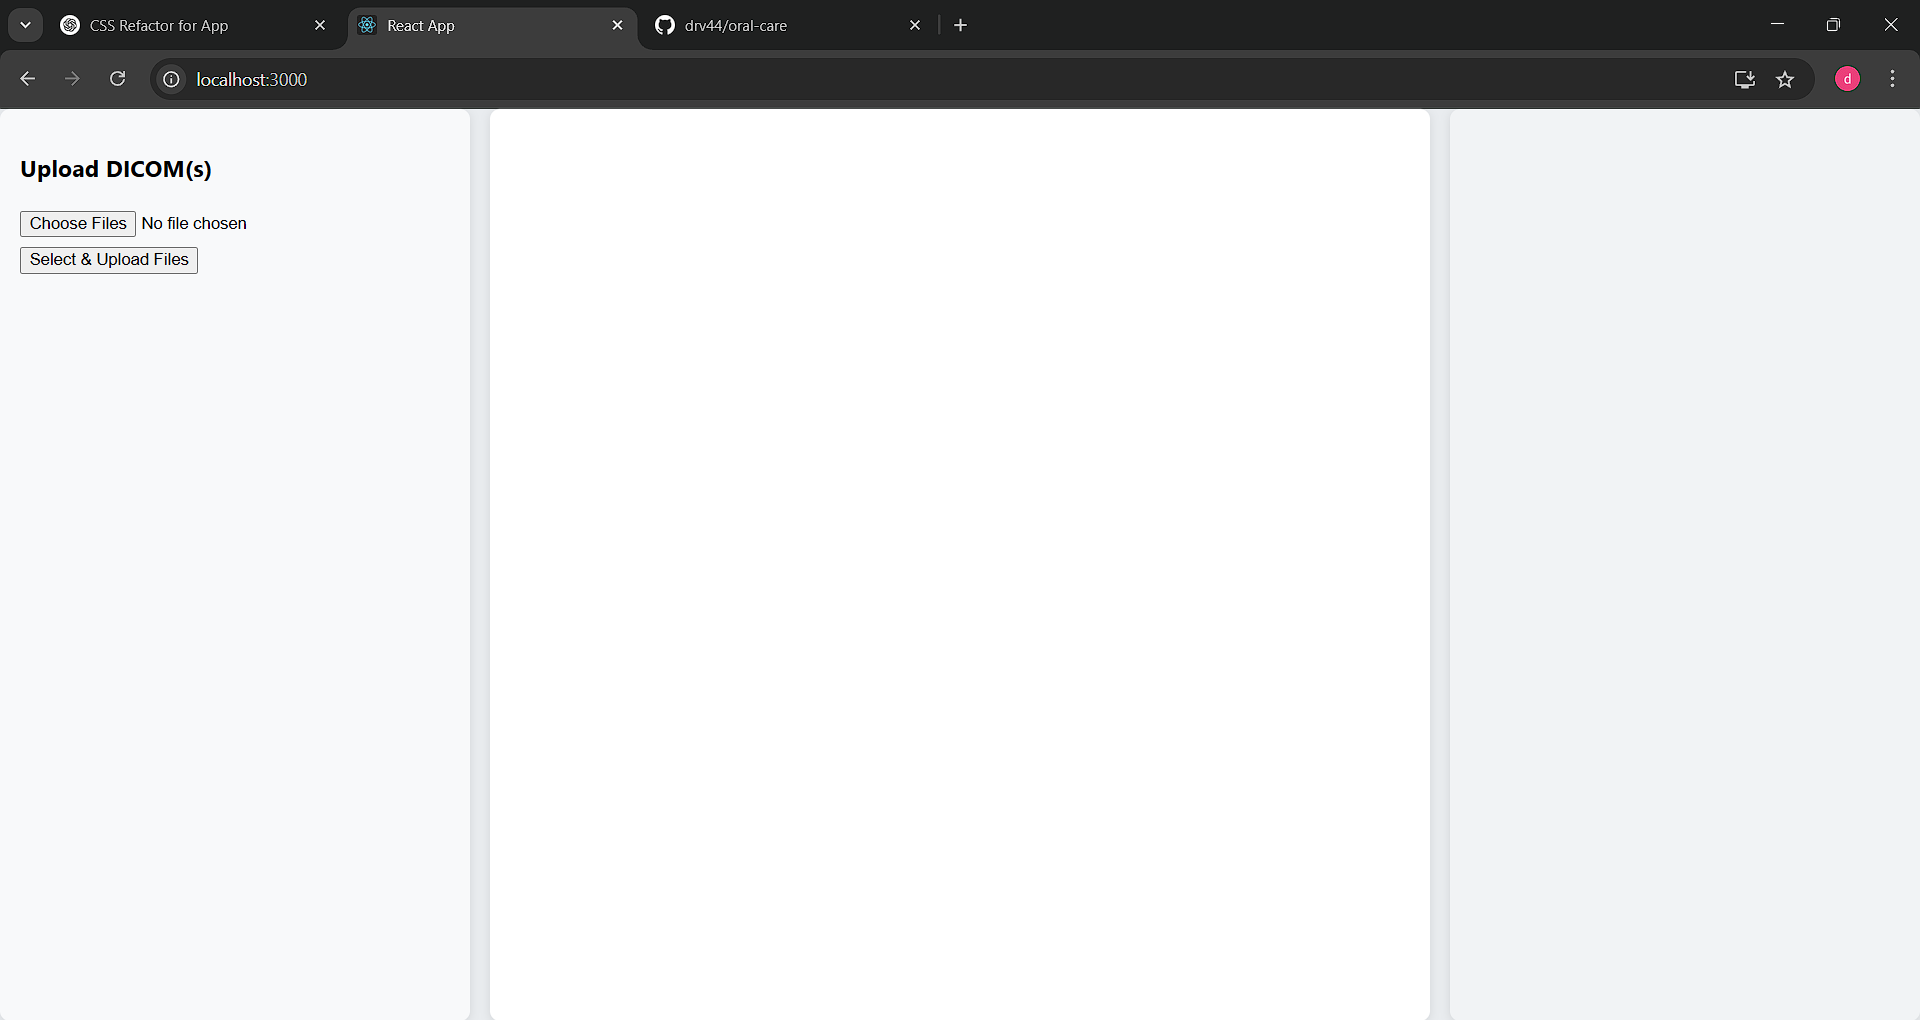 CSS Refactor for App
React App
drv44/oral-care
localhost:3000
d
Upload DICOM(s)
Choose Files No file chosen
Select & Upload Files